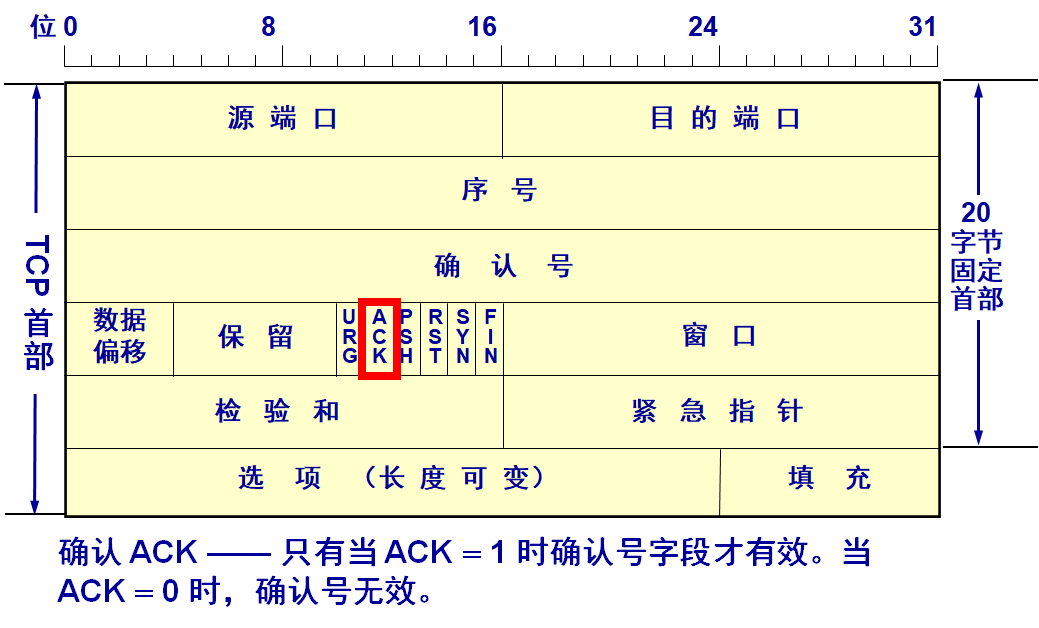 位 0 8 16 24 31
源 端 口 目 的 端 口
序 号
确 认 号
数据偏移 保 留 URG ACK PSH RST SYN FIN 窗 口
检 验 和 紧 急 指 针
选 项 （长 度 可 变） 填 充
TCP 首部
20
字节
固定
首部
确认 ACK —— 只有当 ACK = 1 时确认号字段才有效。当
ACK = 0 时，确认号无效。